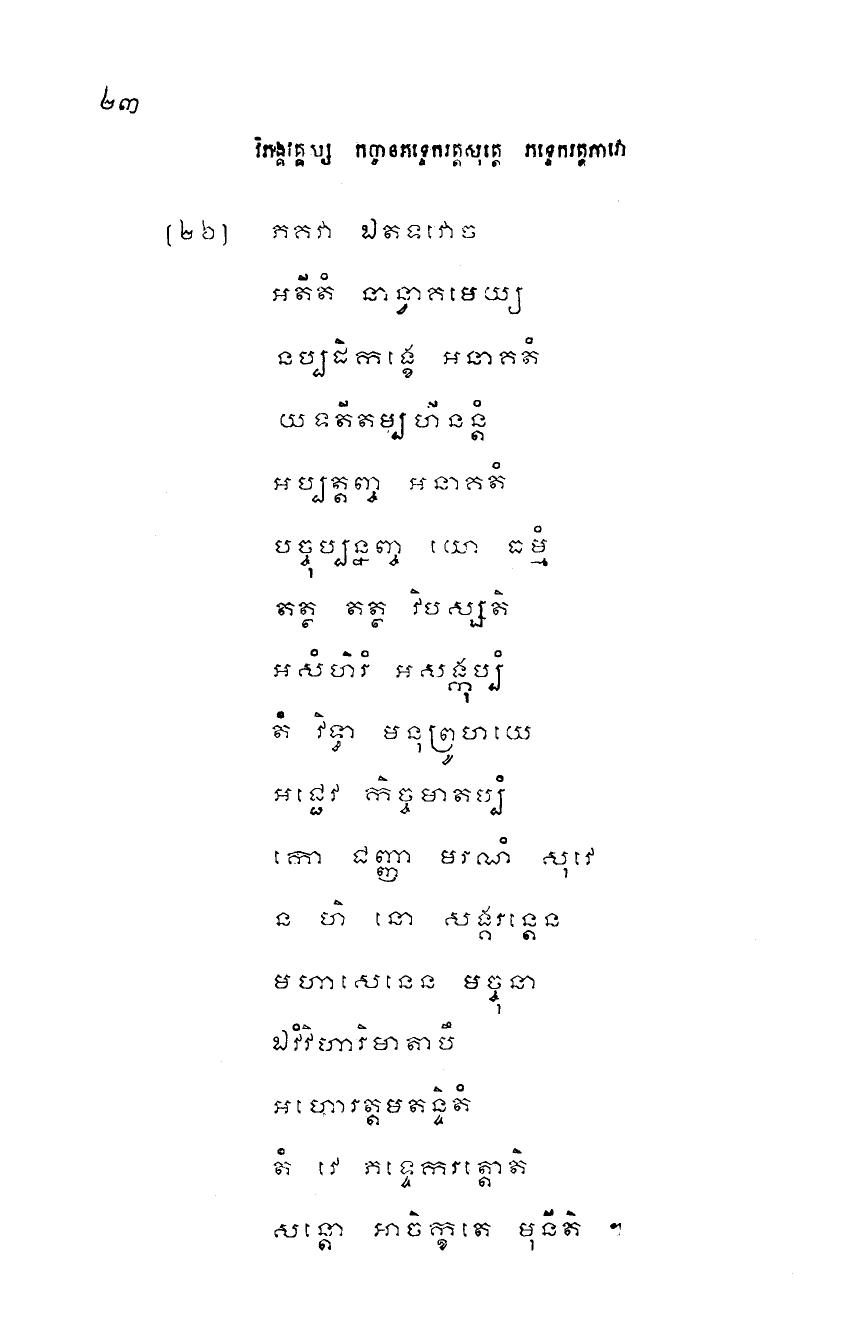 ២៣
វិភង្គវគ្គស្ស កញ្ចនភទ្ទេករត្តសុត្តេ ភទ្ទេករត្តភាវោ
(២៦) ភគវា ឯតទវោច
អតីតំ នាន្វាគមេយ្យ
នប្បដិកង្ខេ អនាគតំ
យទតីតម្បហីនន្តំ
អប្បត្តញ្ច អនាគតំ
បច្ចុប្បន្នញ្ច យោ ធម្មំ
តត្ថ តត្ថ វិបស្សតិ
អសំហិរំ អសង្កុប្បំ
តំ វិទ្វា មនុព្រូហយេ
អជ្ជេវ កិច្ចមាតប្បំ
កោ ជញ្ញា មរណំ សុវេ
ន ហិ នោ សង្គរន្តេន
មហាសេនេន មច្ចុនា
ឯវំវិហារិមាតាបឹ
អហោរត្តមតន្ទិតំ
តំ វេ ភទ្ទេករត្តោតិ
សន្តោ អាចិក្ខតេ មុនីតិ ។